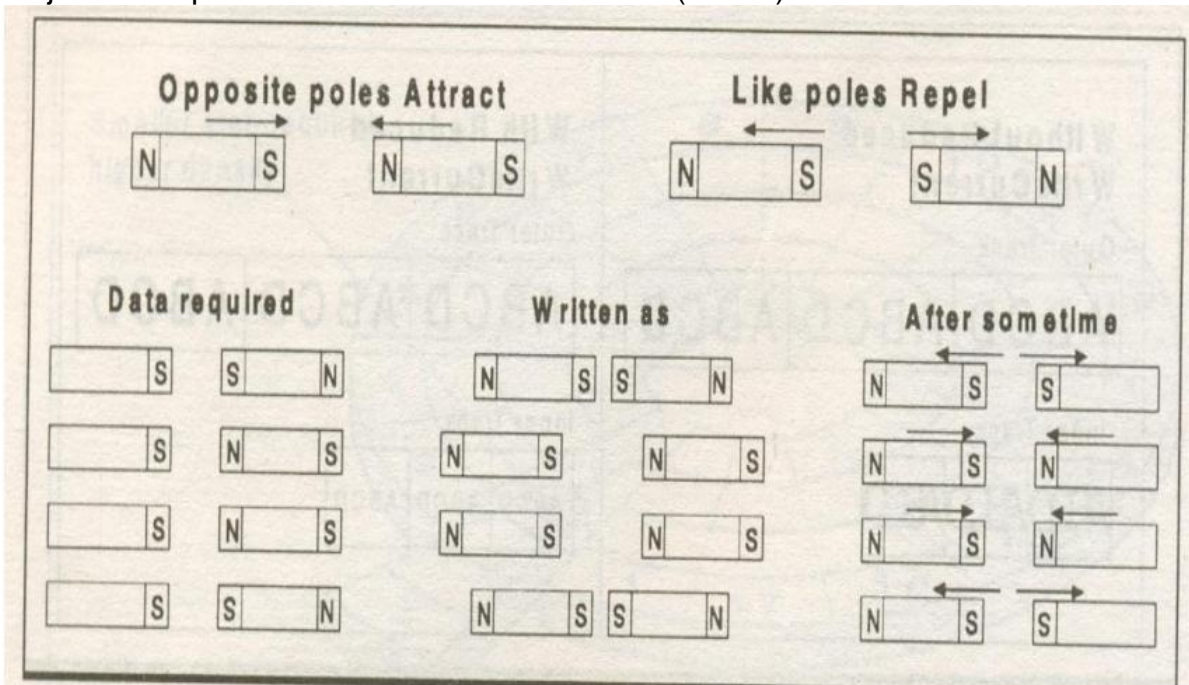 Opposite poles Attract Like poles Repel
N S N S N S S N
Data required Written as After sometime
S S N N S S N N S S
S N S N S N S N S N
S N S N S N S N S N
S S N N S S N N S S